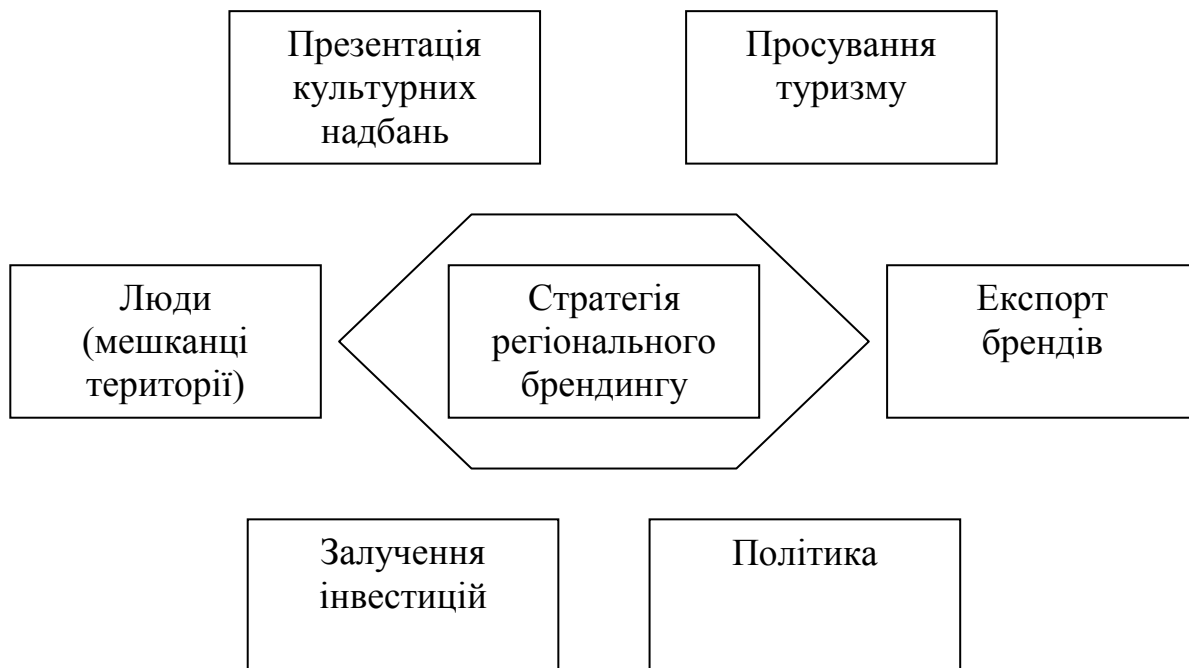 Презентація
культурних
надбань
Просування
туризму
Люди
(мешканці
території)
Стратегія
регіонального
брендингу
Експорт
брендів
Залучення
інвестицій
Політика